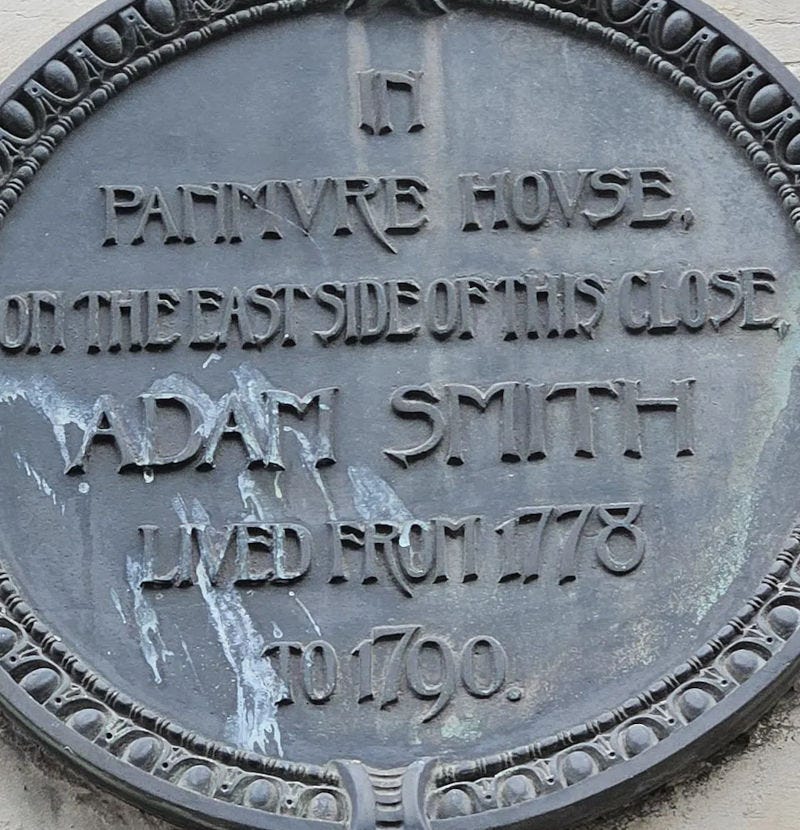 IN
PANMVRE HOVSE,
ON THE EAST SIDE OF THIS CLOSE,
ADAM SMITH
LIVED FROM 1778
TO 1790.